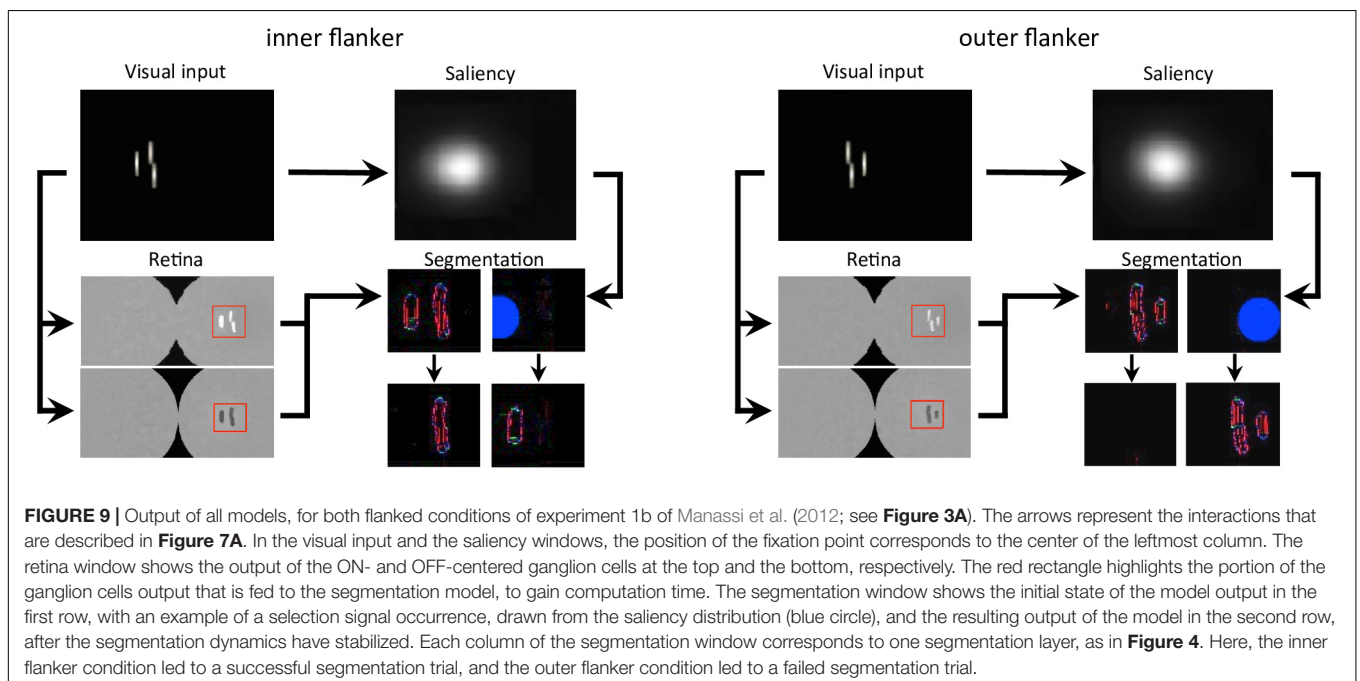 inner flanker
outer flanker
Visual input
Saliency
Visual input
Saliency
Retina
Segmentation
Retina
Segmentation
FIGURE 9 | Output of all models, for both flanked conditions of experiment 1b of Manassi et al. (2012; see Figure 3A). The arrows represent the interactions that
are described in Figure 7A. In the visual input and the saliency windows, the position of the fixation point corresponds to the center of the leftmost column. The
retina window shows the output of the ON- and OFF-centered ganglion cells at the top and the bottom, respectively. The red rectangle highlights the portion of the
ganglion cells output that is fed to the segmentation model, to gain computation time. The segmentation window shows the initial state of the model output in the
first row, with an example of a selection signal occurrence, drawn from the saliency distribution (blue circle), and the resulting output of the model in the second row,
after the segmentation dynamics have stabilized. Each column of the segmentation window corresponds to one segmentation layer, as in Figure 4. Here, the inner
flanker condition led to a successful segmentation trial, and the outer flanker condition led to a failed segmentation trial.